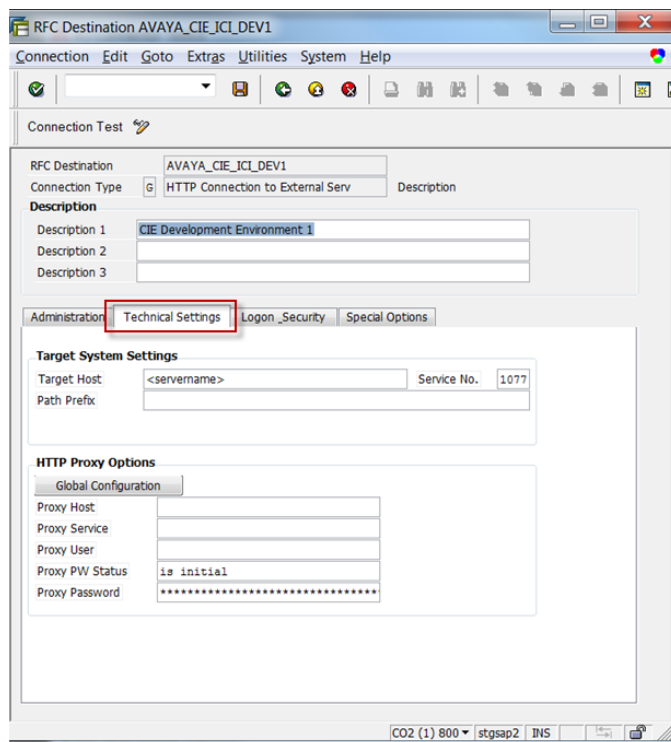 RFC Destination AVAYA_CIE_ICI_DEV1
Connection Edit Goto Extras Utilities System Help
Connection Test
RFC Destination AVAYA_CIE_ICI_DEV1
Connection Type G HTTP Connection to External Serv Description
Description
Description 1 CIE Development Environment 1
Description 2
Description 3
Administration Technical Settings Logon _Security Special Options
Target System Settings
Target Host <servername> Service No. 1077
Path Prefix
HTTP Proxy Options
Global Configuration
Proxy Host
Proxy Service
Proxy User
Proxy PW Status is initial
Proxy Password *********************************
CO2 (1) 800 stgsap2 INS